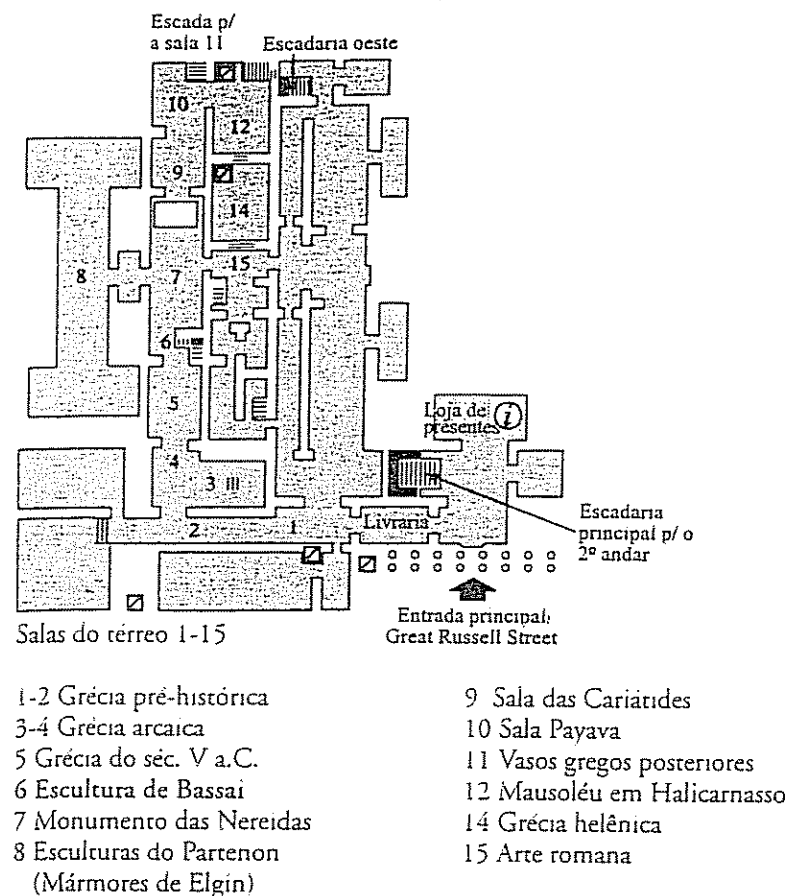 Escada p/
a sala 11
Escadaria oeste
10
12
9
14
8
7
15
6
5
Loja de
presentes
i
4
3
Escadaria
principal p/ o
2º andar
2
1
Livraria
Entrada principal:
Great Russell Street
Salas do térreo 1-15
1-2 Grécia pré-histórica
3-4 Grécia arcaica
5 Grécia do séc. V a.C.
6 Escultura de Bassai
7 Monumento das Nereidas
8 Esculturas do Partenon
(Mármores de Elgin)
9 Sala das Cariátides
10 Sala Payava
11 Vasos gregos posteriores
12 Mausoléu em Halicarnasso
14 Grécia helênica
15 Arte romana